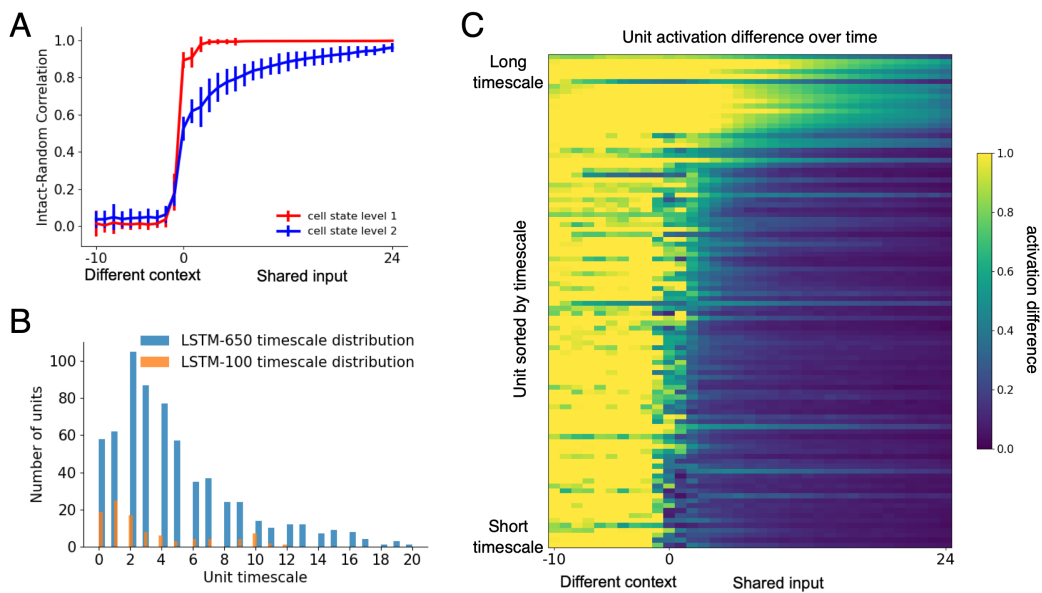 A
Intact-Random Correlation
1.0
0.8
0.6
0.4
0.2
0.0
cell state level 1
cell state level 2
-10
0
24
Different context
Shared input
B
Number of units
100
80
60
40
20
0
LSTM-650 timescale distribution
LSTM-100 timescale distribution
0 2 4 6 8 10 12 14 16 18 20
Unit timescale
C
Unit activation difference over time
Long
timescale
Unit sorted by timescale
Short
timescale
-10
0
24
Different context
Shared input
1.0
0.8
0.6
0.4
0.2
0.0
activation difference